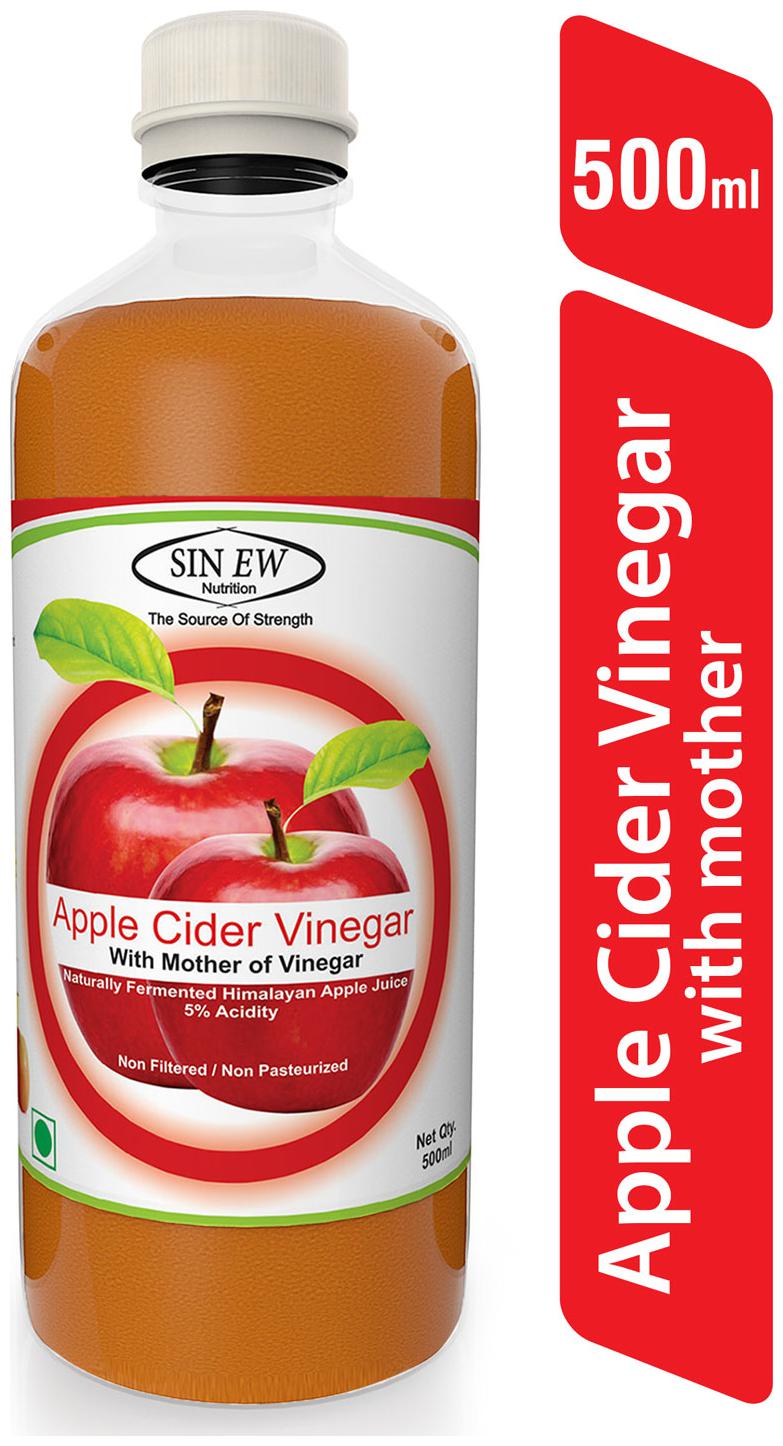 500ml
Apple Cider Vinegar
with mother
SIN EW
Nutrition
The Source Of Strength
Apple Cider Vinegar
With Mother of Vinegar
Naturally Fermented Himalayan Apple Juice
5% Acidity
Non Filtered / Non Pasteurized
Net Qty.
500ml